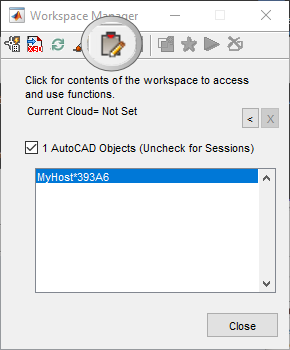 Workspace Manager
Click for contents of the workspace to access
and use functions.
Current Cloud= Not Set
< X
1 AutoCAD Objects (Uncheck for Sessions)
MyHost*393A6
Close